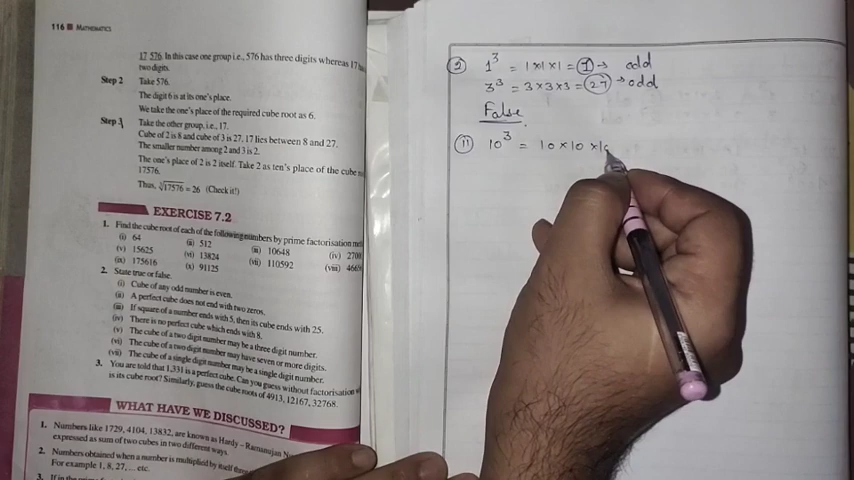 116 MATHEMATICS
17 576. In this case one group i.e., 576 has three digits whereas 17
two digits.
Step 2 Take 576.
The digit 6 is at its one's place.
We take the one's place of the required cube root as 6.
Step 3 Take the other group, i.e., 17.
Cube of 2 is 8 and cube of 3 is 27. 17 lies between 8 and 27.
The smaller number among 2 and 3 is 2.
The one's place of 2 is 2 itself. Take 2 as ten's place of the cube
17576.
Thus, ∛17576 = 26 (Check it!)
EXERCISE 7.2
1. Find the cube root of each of the following numbers by prime factorisation
(i) 64 (ii) 512 (iii) 10648 (iv) 2700
(v) 15625 (vi) 13824 (vii) 110592 (viii) 4665
(ix) 175616 (x) 91125
2. State true or false.
(i) Cube of any odd number is even.
(ii) A perfect cube does not end with two zeros.
(iii) If square of a number ends with 5, then its cube ends with 25.
(iv) There is no perfect cube which ends with 8.
(v) The cube of a two digit number may be a three digit number.
(vi) The cube of a two digit number may have seven or more digits.
(vii) The cube of a single digit number may be a single digit number.
3. You are told that 1,331 is a perfect cube. Can you guess without factorisation
is its cube root? Similarly, guess the cube roots of 4913, 12167, 32768.
WHAT HAVE WE DISCUSSED?
1. Numbers like 1729, 4104, 13832, are known as Hardy – Ramanujan
expressed as sum of two cubes in two different ways.
2. Numbers obtained when a number is multiplied by itself three
For example 1, 8, 27, ... etc.
3. If in the
1³ = 1×1×1 = 1 → odd
3³ = 3×3×3 = 27 → odd
False.
(ii) 10³ = 10×10×10